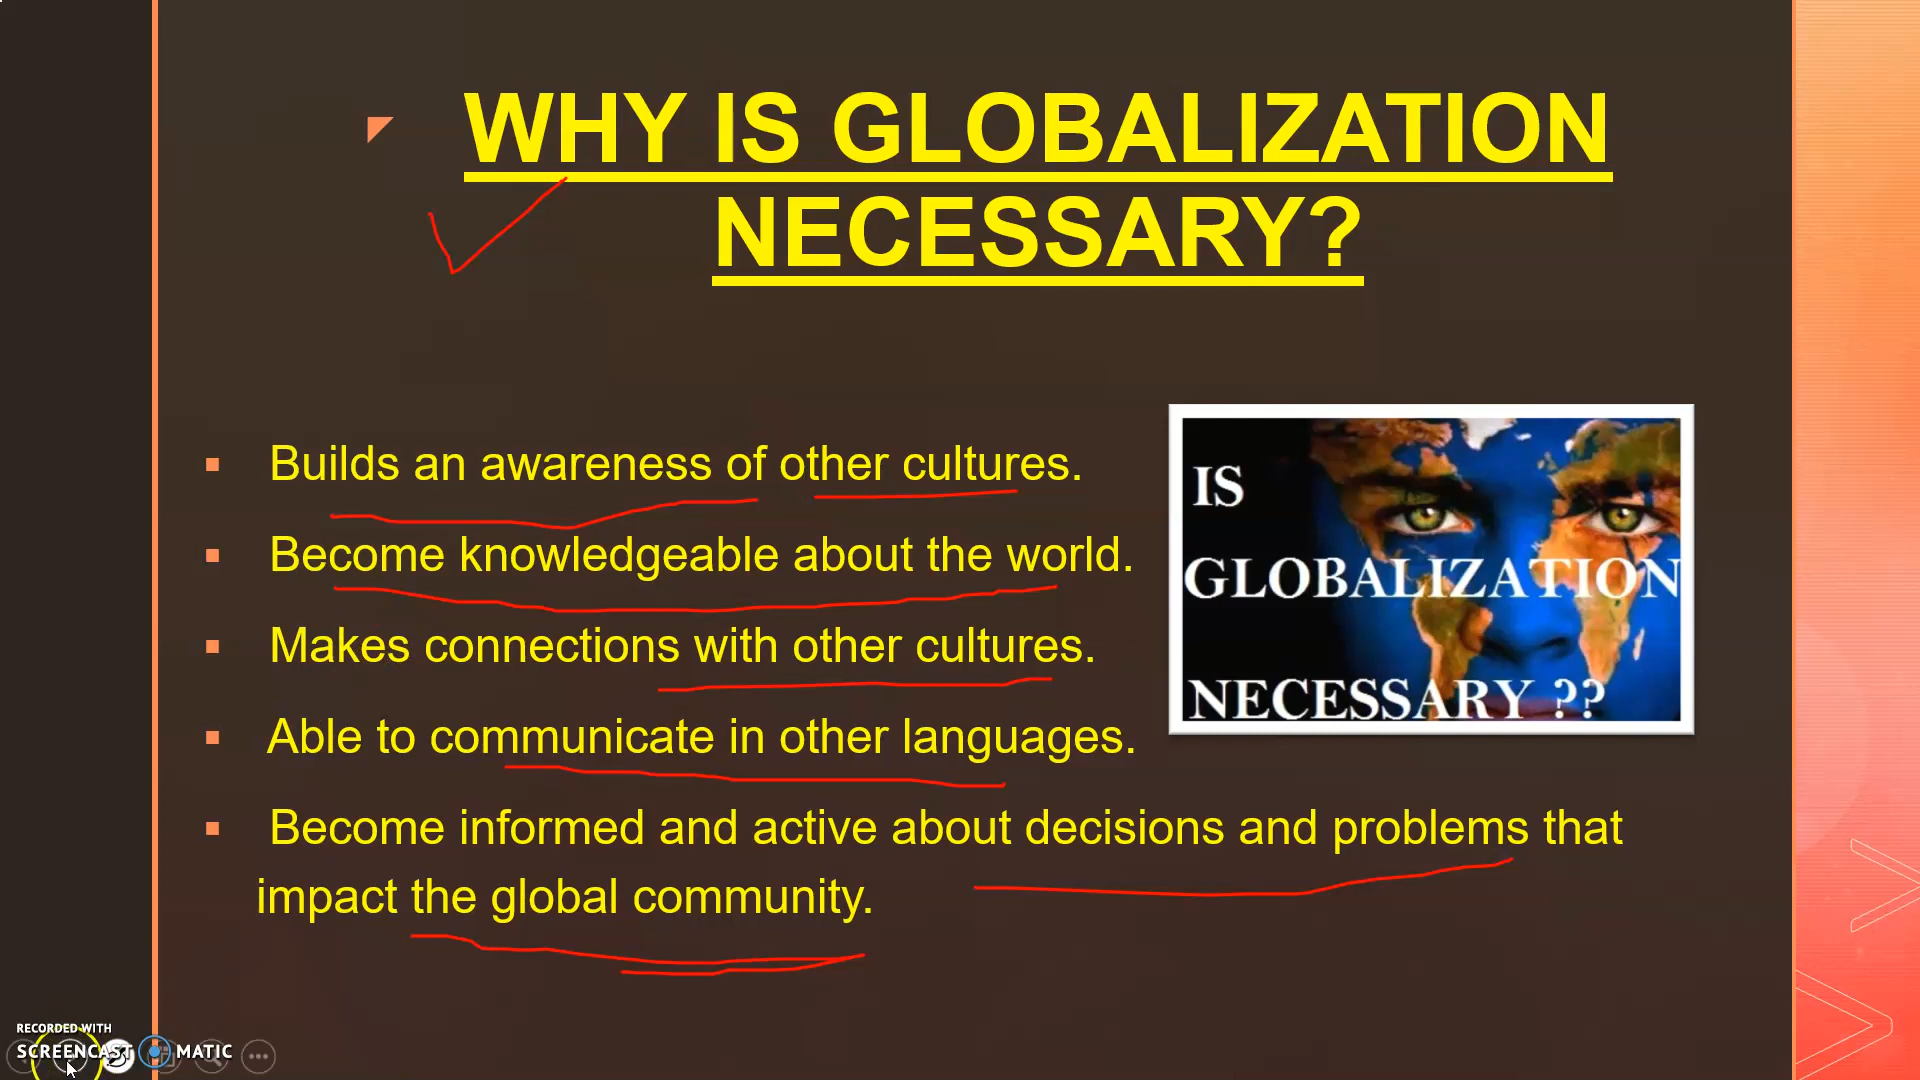 WHY IS GLOBALIZATION
NECESSARY?
Builds an awareness of other cultures.
Become knowledgeable about the world.
Makes connections with other cultures.
Able to communicate in other languages.
Become informed and active about decisions and problems that
impact the global community.
IS
GLOBALIZATION
NECESSARY ??
RECORDED WITH
SCREENCAST MATIC